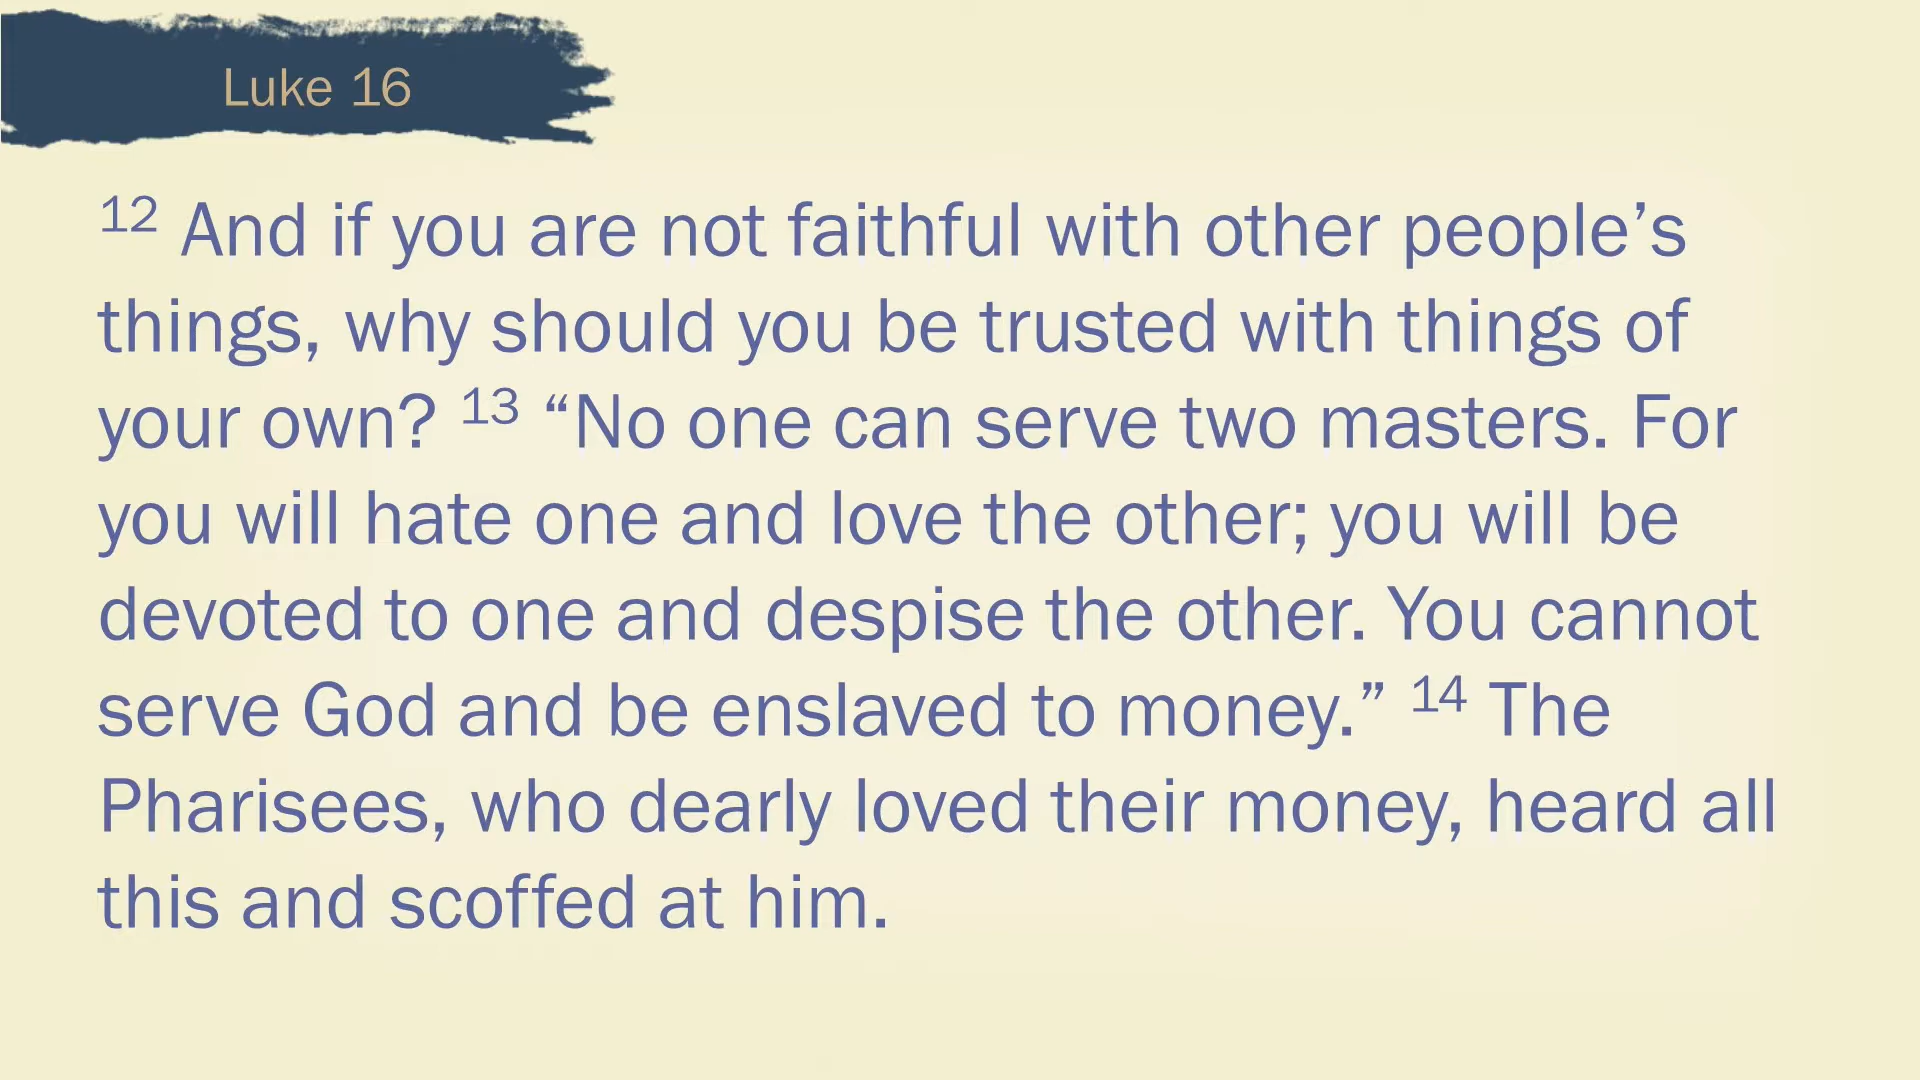 Luke 16
12 And if you are not faithful with other people’s
things, why should you be trusted with things of
your own? 13 “No one can serve two masters. For
you will hate one and love the other; you will be
devoted to one and despise the other. You cannot
serve God and be enslaved to money.” 14 The
Pharisees, who dearly loved their money, heard all
this and scoffed at him.